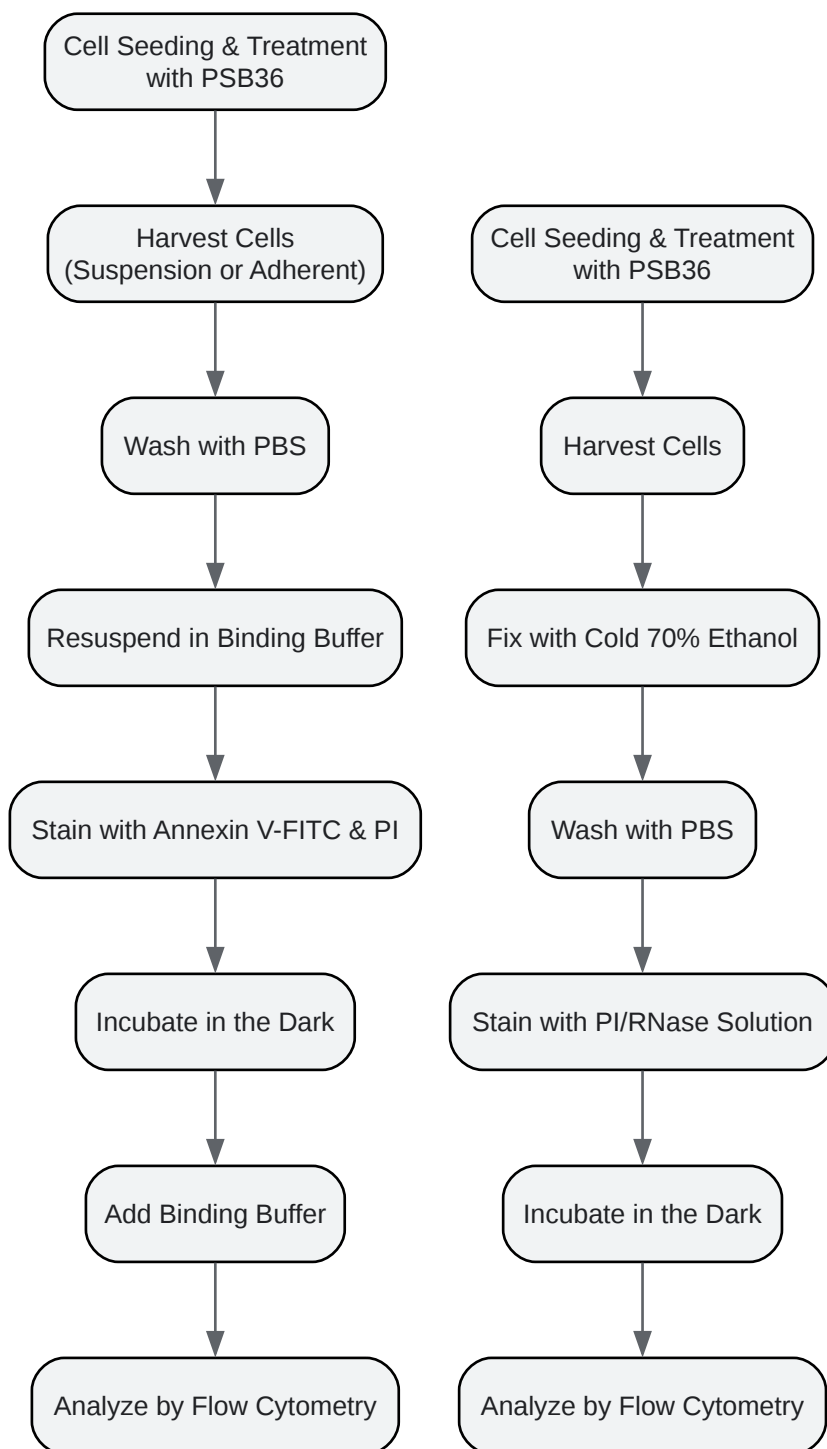 Cell Seeding & Treatment
with PSB36
Harvest Cells
(Suspension or Adherent)
Wash with PBS
Resuspend in Binding Buffer
Stain with Annexin V-FITC & PI
Incubate in the Dark
Add Binding Buffer
Analyze by Flow Cytometry
Cell Seeding & Treatment
with PSB36
Harvest Cells
Fix with Cold 70% Ethanol
Wash with PBS
Stain with PI/RNase Solution
Incubate in the Dark
Analyze by Flow Cytometry